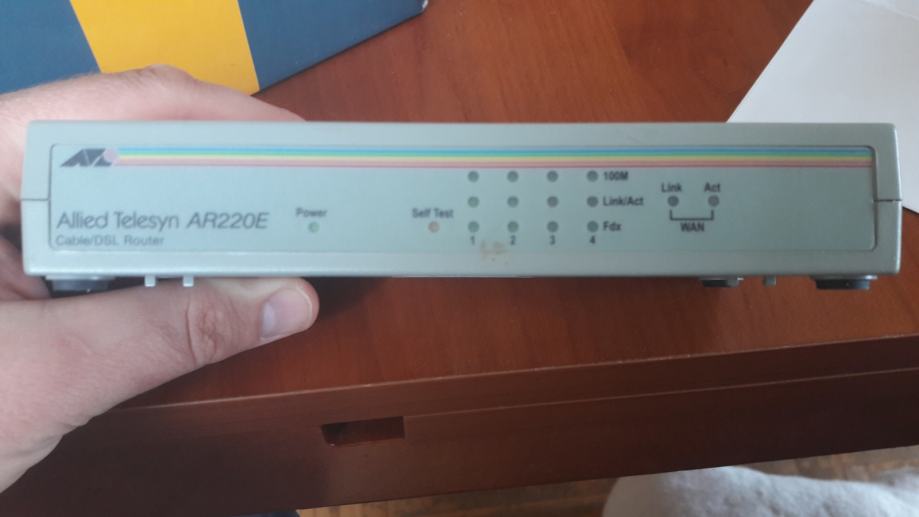 Allied Telesyn AR220E
Cable/DSL Router
Power
Self Test
100M
Link/Act
Fdx
1 2 3 4
Link Act
WAN